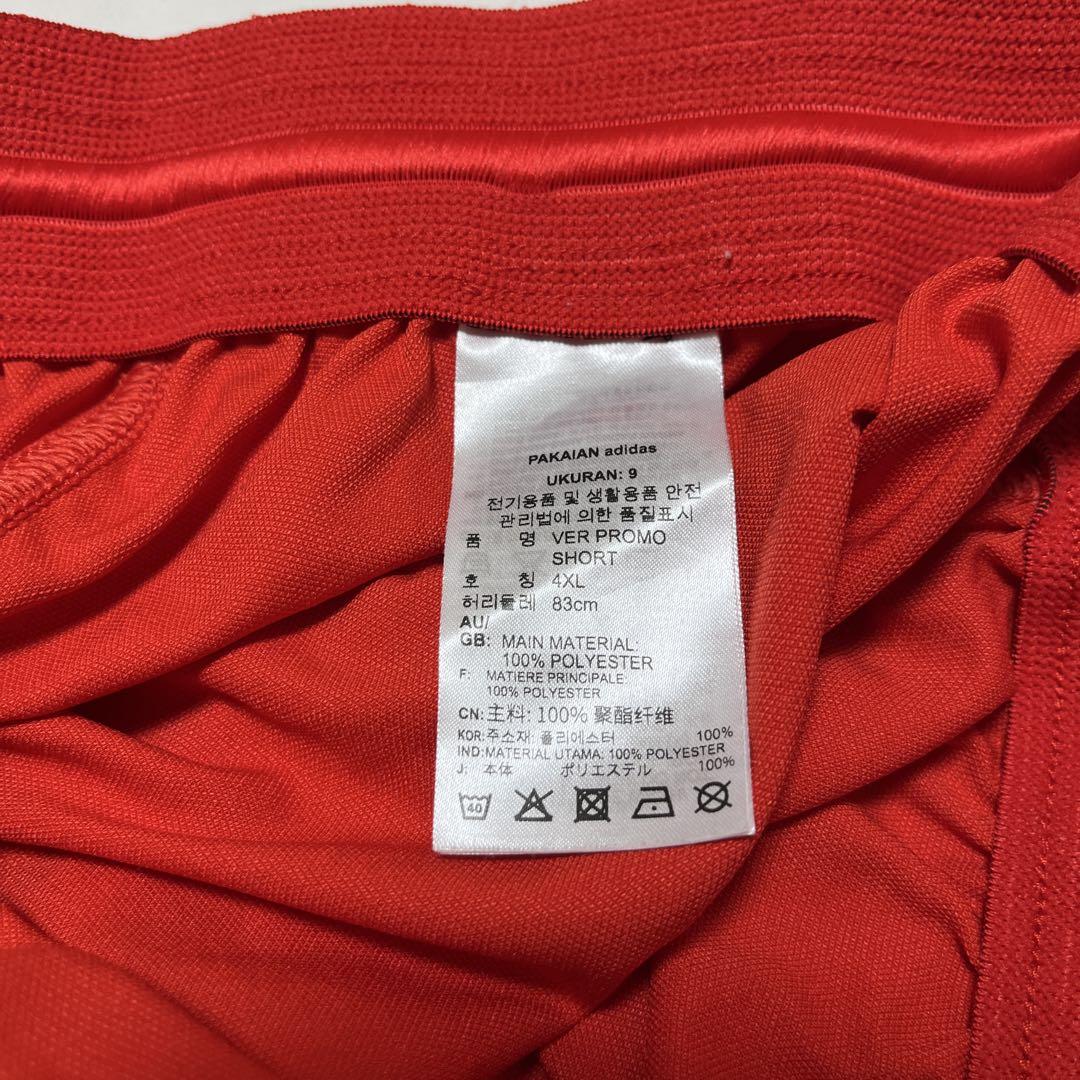 PAKAIAN adidas
UKURAN: 9
전기용품 및 생활용품 안전
관리법에 의한 품질표시
품 명 VER PROMO
SHORT
호 칭 4XL
허리둘레 83cm
AU/
GB: MAIN MATERIAL:
100% POLYESTER
F: MATIERE PRINCIPALE:
100% POLYESTER
CN: 主料: 100% 聚酯纤维
KOR: 주소재: 폴리에스터 100%
IND: MATERIAL UTAMA: 100% POLYESTER
J: 本体 ポリエステル 100%
40